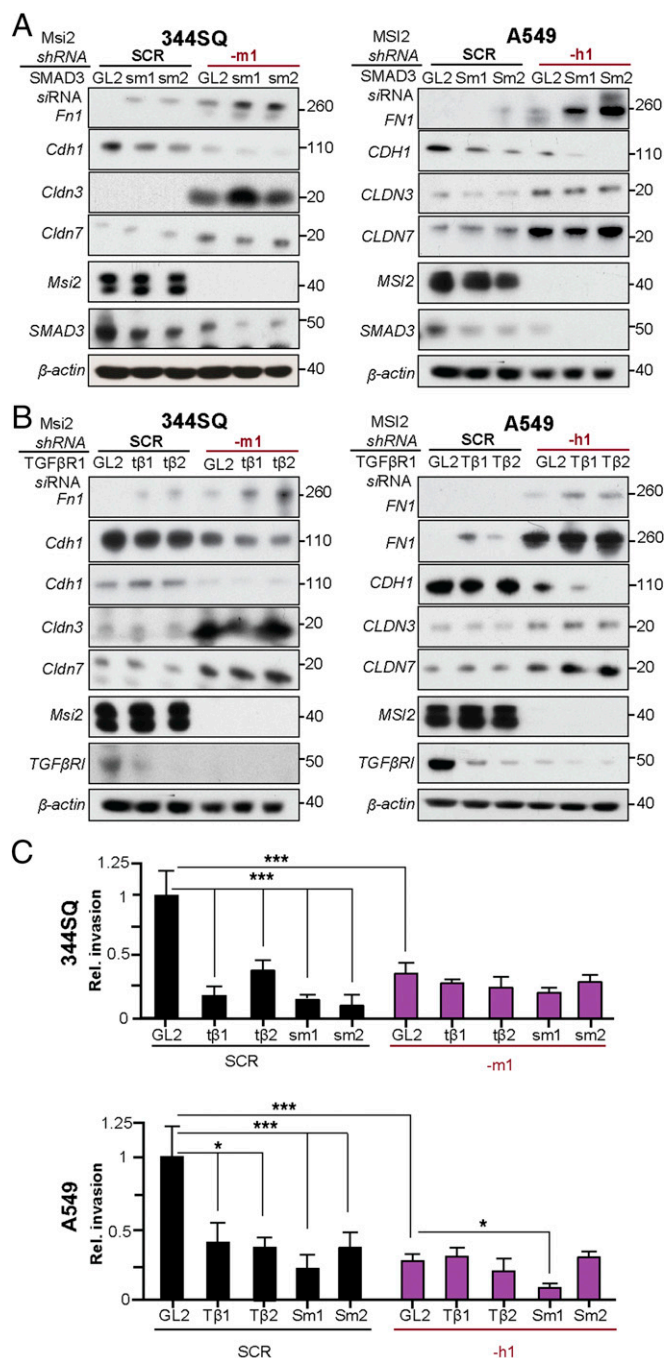 A
Msi2 344SQ
shRNA SCR -m1
SMAD3 GL2 sm1 sm2 GL2 sm1 sm2
siRNA
Fn1 260
Cdh1 110
Cldn3 20
Cldn7 20
Msi2 40
SMAD3 50
β-actin 40
MSI2 A549
shRNA SCR -h1
SMAD3 GL2 Sm1 Sm2 GL2 Sm1 Sm2
siRNA
FN1 260
CDH1 110
CLDN3 20
CLDN7 20
MSI2 40
SMAD3 50
β-actin 40
B
Msi2 344SQ
shRNA SCR -m1
TGFβR1 GL2 tβ1 tβ2 GL2 tβ1 tβ2
siRNA
Fn1 260
Cdh1 110
Cdh1 110
Cldn3 20
Cldn7 20
Msi2 40
TGFβRI 50
β-actin 40
MSI2 A549
shRNA SCR -h1
TGFβR1 GL2 Tβ1 Tβ2 GL2 Tβ1 Tβ2
siRNA
FN1 260
FN1 260
CDH1 110
CLDN3 20
CLDN7 20
MSI2 40
TGFβRI 50
β-actin 40
C
344SQ
Rel. invasion
1.25
1
0.5
0
***
***
GL2 tβ1 tβ2 sm1 sm2 GL2 tβ1 tβ2 sm1 sm2
SCR -m1
A549
Rel. invasion
1.25
1
0.5
0
***
***
*
*
GL2 Tβ1 Tβ2 Sm1 Sm2 GL2 Tβ1 Tβ2 Sm1 Sm2
SCR -h1